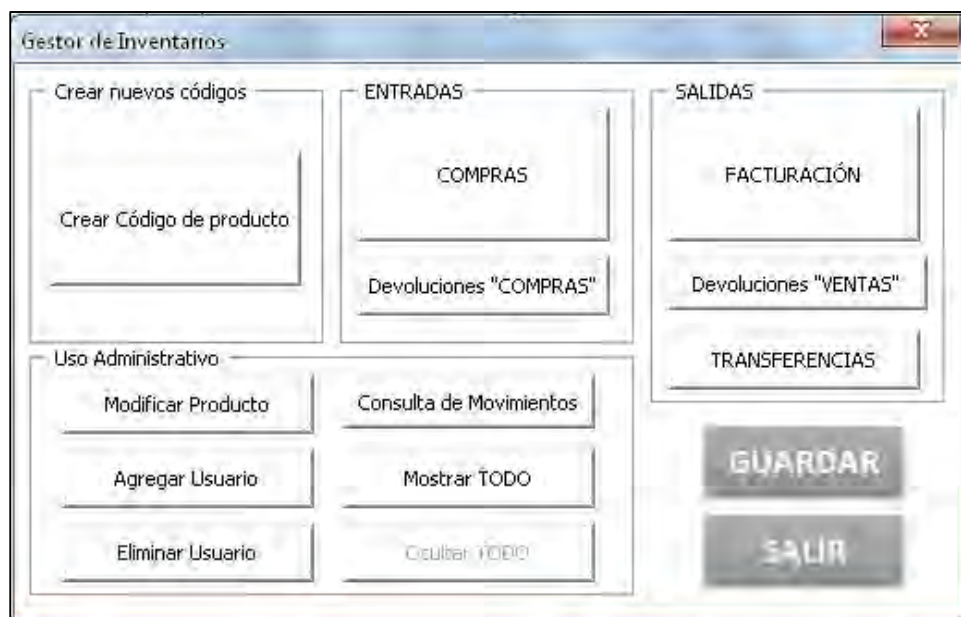 Gestor de Inventarios
Crear nuevos códigos
Crear Código de producto
ENTRADAS
COMPRAS
Devoluciones "COMPRAS"
SALIDAS
FACTURACIÓN
Devoluciones "VENTAS"
TRANSFERENCIAS
Uso Administrativo
Modificar Producto
Consulta de Movimientos
Agregar Usuario
Mostrar TODO
Eliminar Usuario
Ocultar TODO
GUARDAR
SALIR